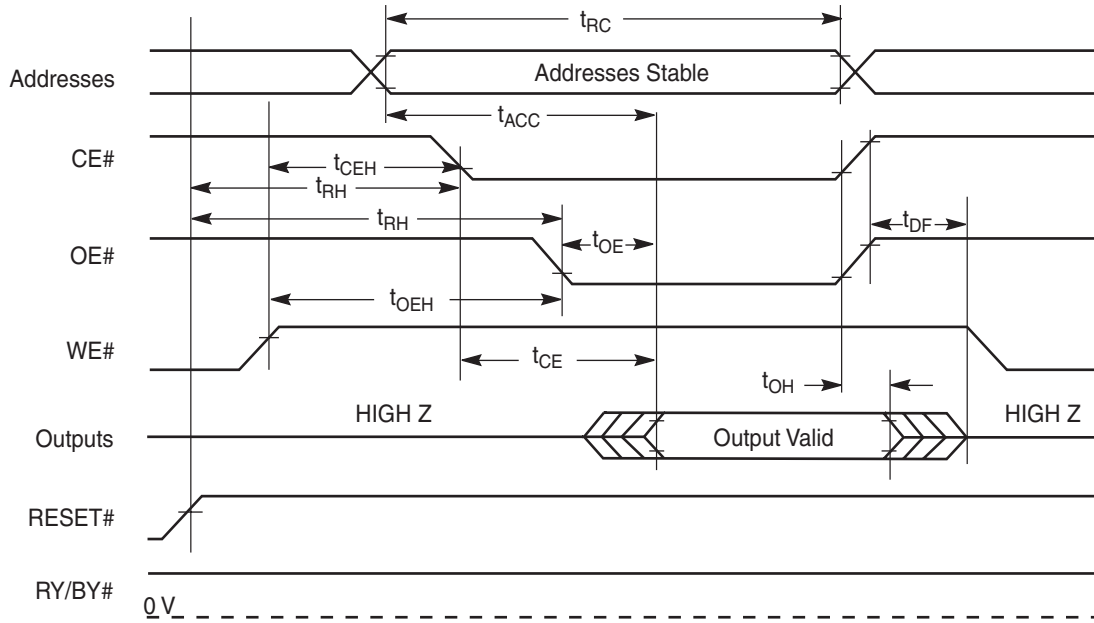 tRC
Addresses
Addresses Stable
tACC
CE#
tCEH
tRH
tRH
tDF
OE#
tOE
tOEH
WE#
tCE
tOH
HIGH Z
HIGH Z
Outputs
Output Valid
RESET#
RY/BY#
0 V